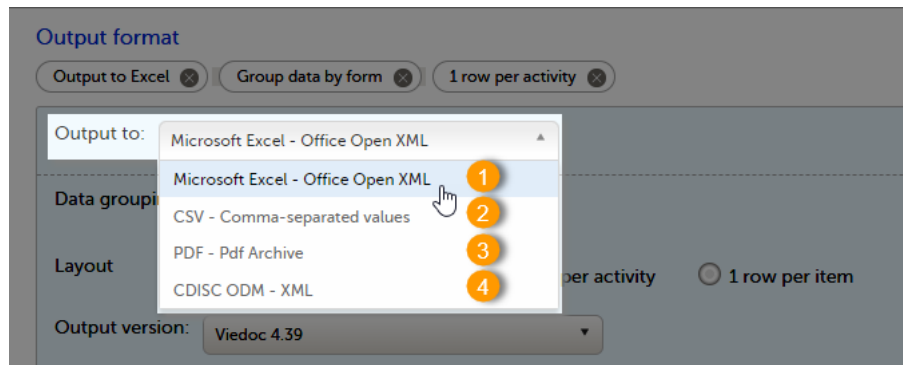 Output format
Output to Excel Group data by form 1 row per activity
Output to: Microsoft Excel - Office Open XML
Microsoft Excel - Office Open XML 1
Data groupi
CSV - Comma-separated values 2
PDF - Pdf Archive 3
Layout per activity 1 row per item
CDISC ODM - XML 4
Output version: Viedoc 4.39